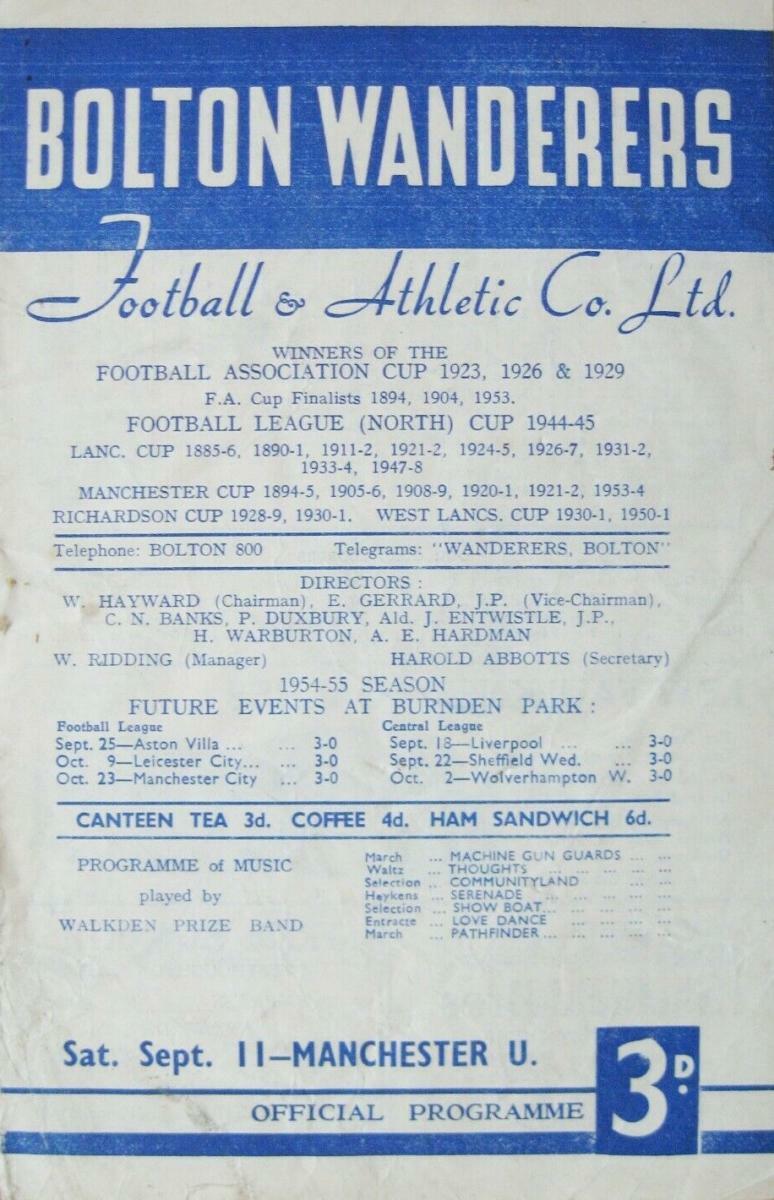 BOLTON WANDERERS
Football & Athletic Co. Ltd.
WINNERS OF THE
FOOTBALL ASSOCIATION CUP 1923, 1926 & 1929
F.A. Cup Finalists 1894, 1904, 1953.
FOOTBALL LEAGUE (NORTH) CUP 1944-45
LANC. CUP 1885-6, 1890-1, 1911-2, 1921-2, 1924-5, 1926-7, 1931-2,
1933-4, 1947-8
MANCHESTER CUP 1894-5, 1905-6, 1908-9, 1920-1, 1921-2, 1953-4
RICHARDSON CUP 1928-9, 1930-1. WEST LANCS. CUP 1930-1, 1950-1
Telephone: BOLTON 800 Telegrams: "WANDERERS, BOLTON"
DIRECTORS :
W. HAYWARD (Chairman), E. GERRARD, J.P. (Vice-Chairman),
C. N. BANKS, P. DUXBURY, Ald. J. ENTWISTLE, J.P.,
H. WARBURTON, A. E. HARDMAN
W. RIDDING (Manager) HAROLD ABBOTTS (Secretary)
1954-55 SEASON
FUTURE EVENTS AT BURNDEN PARK :
Football League Central League
Sept. 25—Aston Villa ... ... 3-0 Sept. 18—Liverpool ... ... 3-0
Oct. 9—Leicester City... ... 3-0 Sept. 22—Sheffield Wed. ... 3-0
Oct. 23—Manchester City ... 3-0 Oct. 2—Wolverhampton W. 3-0
CANTEEN TEA 3d. COFFEE 4d. HAM SANDWICH 6d.
PROGRAMME of MUSIC
played by
WALKDEN PRIZE BAND
March ... MACHINE GUN GUARDS ... ...
Waltz ... THOUGHTS ... ... ... ... ...
Selection .. COMMUNITYLAND ... ...
Heykens ... SERENADE ... ... ... ... ...
Selection ... SHOW BOAT... ... ... ... ...
Entracte ... LOVE DANCE ... ... ... ...
March ... PATHFINDER... ... ... ... ...
Sat. Sept. 11—MANCHESTER U.
OFFICIAL PROGRAMME
3D.